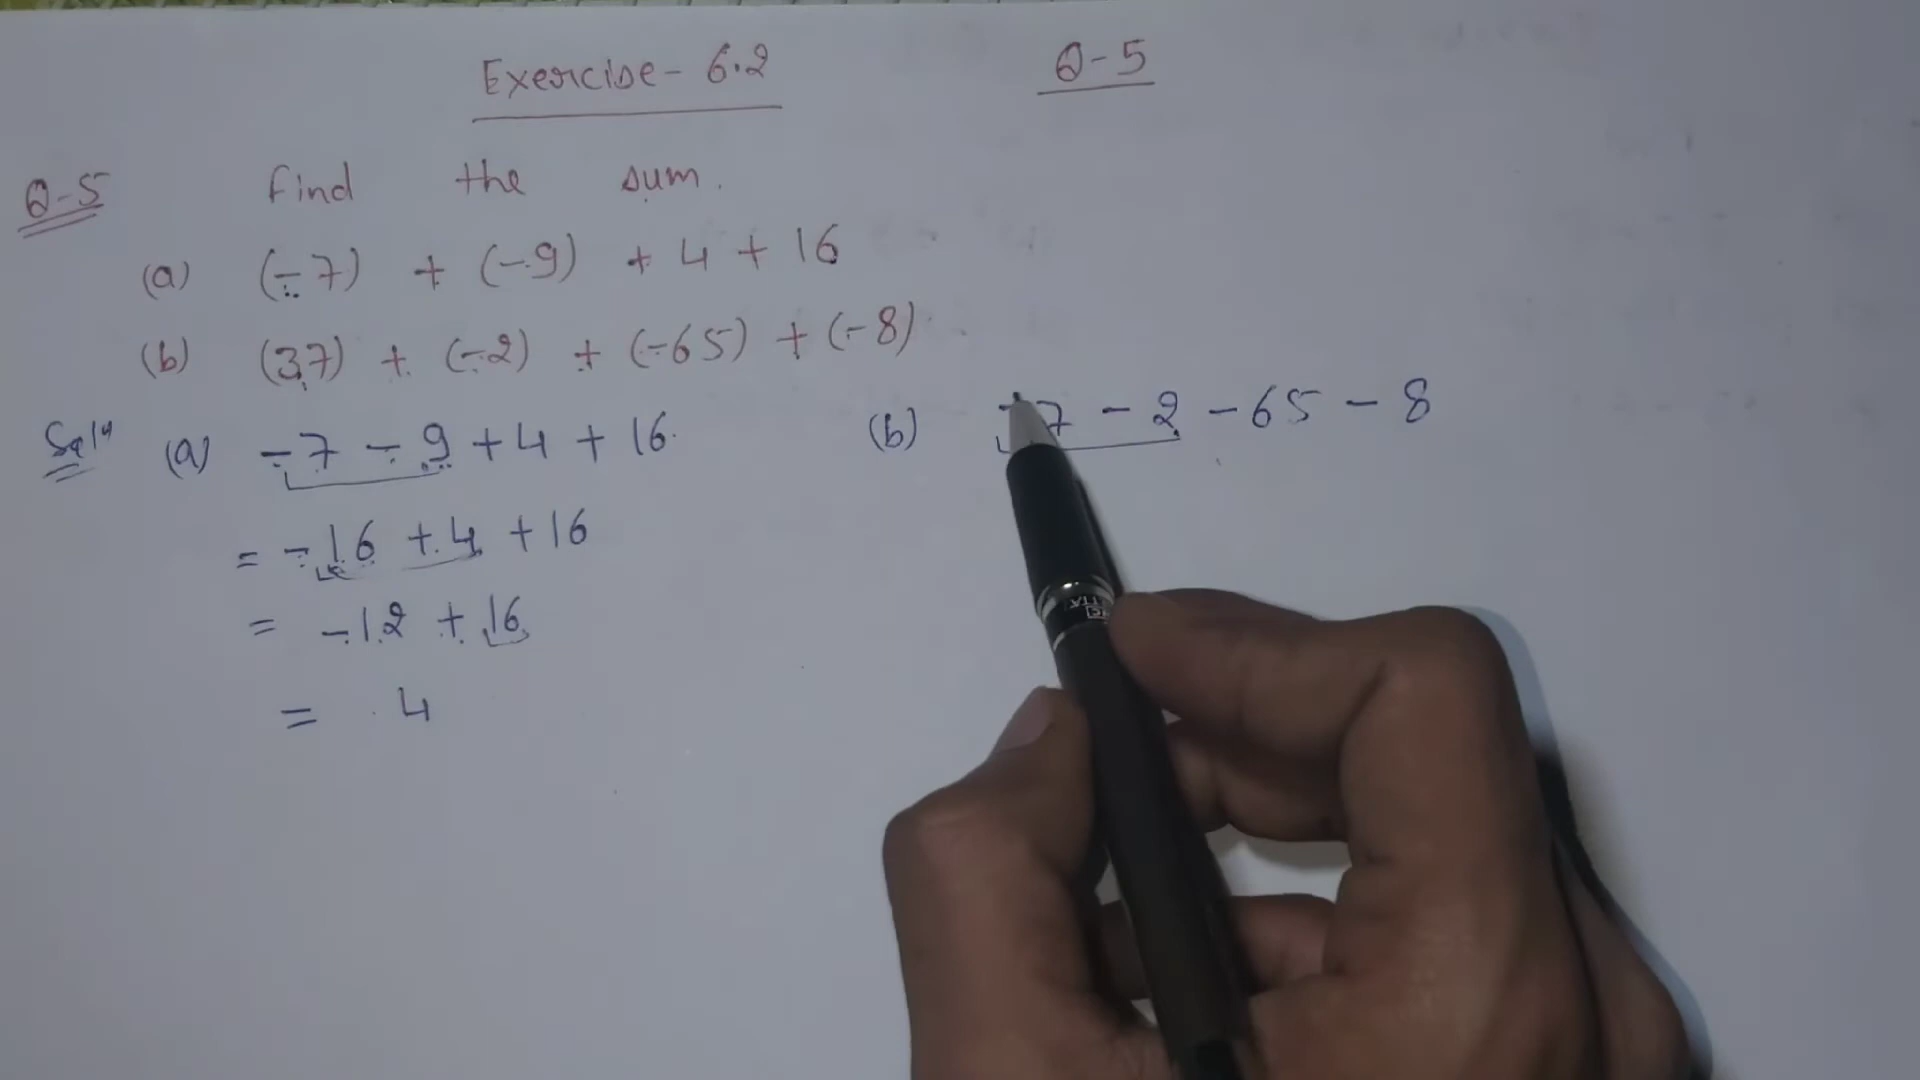 Exercise - 6.2
Q-5
Q-5 Find the sum.
(a) (-7) + (-9) + 4 + 16
(b) (37) + (-2) + (-65) + (-8)
Solⁿ (a) -7 - 9 + 4 + 16
= -16 + 4 + 16
= -12 + 16
= 4
(b) 7 - 2 - 65 - 8